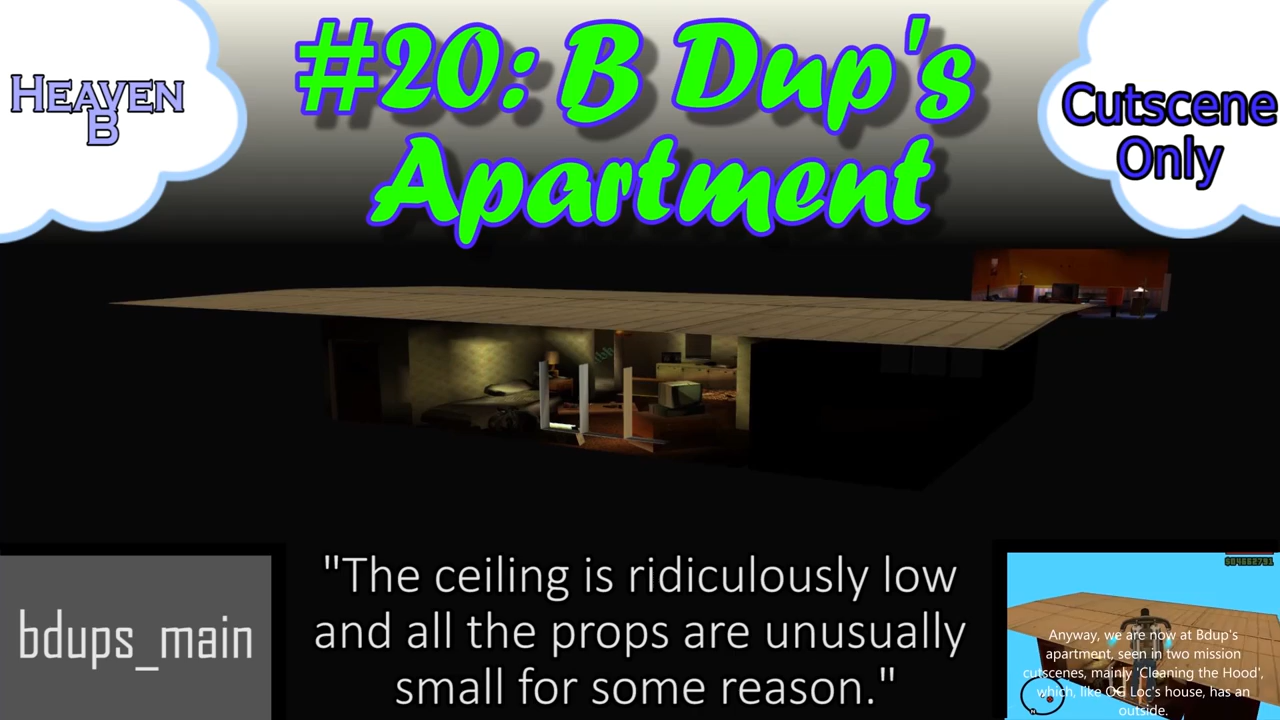 HEAVEN
B
#20: B Dup's
Apartment
Cutscene
Only
"The ceiling is ridiculously low
and all the props are unusually
small for some reason."
bdups_main
Anyway, we are now at Bdup's
apartment, seen in two mission
cutscenes, mainly 'Cleaning the Hood',
which, like OG Loc's house, has an
outside.